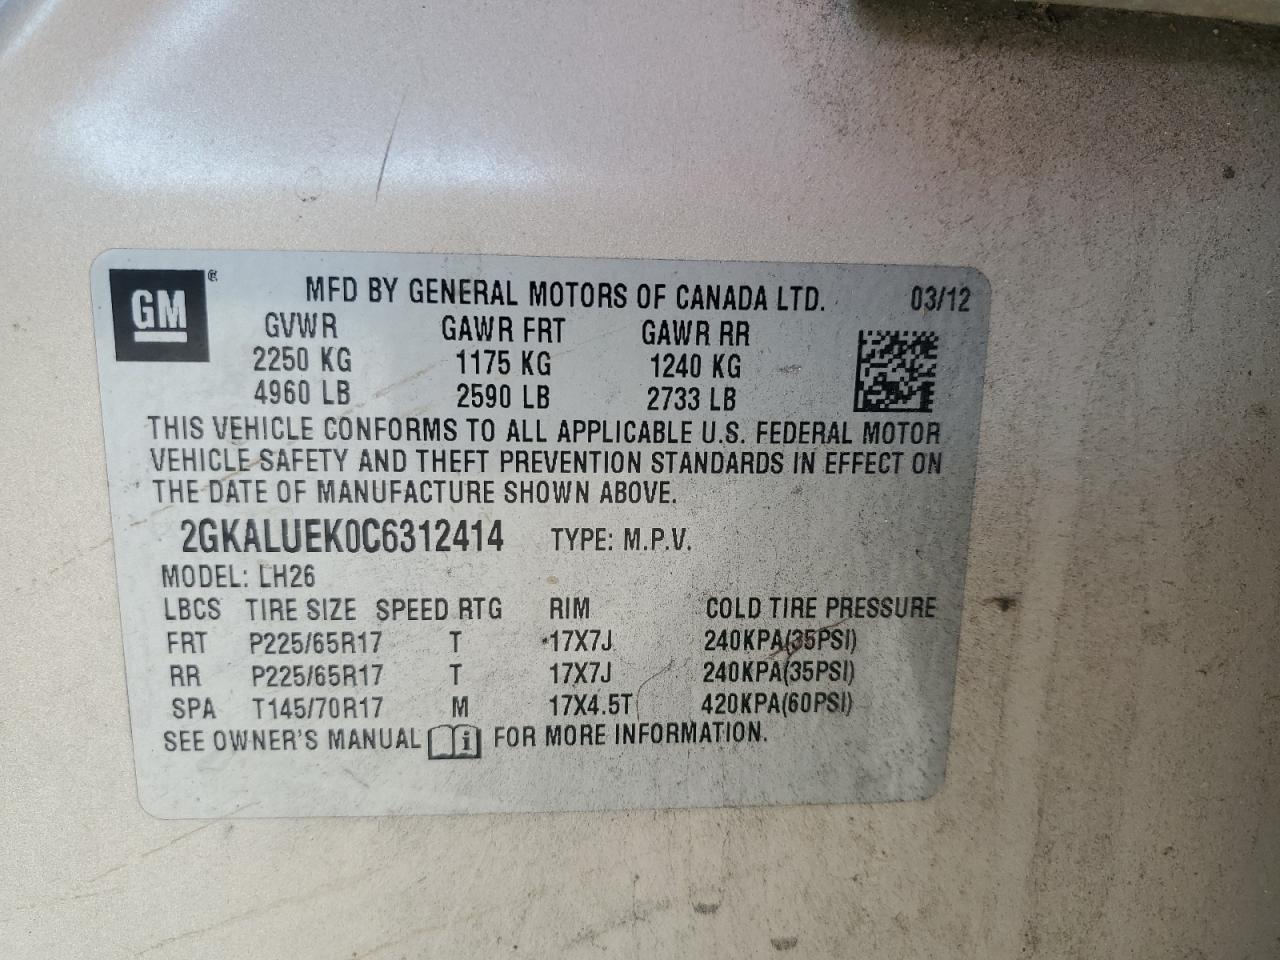 GM ®
MFD BY GENERAL MOTORS OF CANADA LTD. 03/12
GVWR GAWR FRT GAWR RR
2250 KG 1175 KG 1240 KG
4960 LB 2590 LB 2733 LB
THIS VEHICLE CONFORMS TO ALL APPLICABLE U.S. FEDERAL MOTOR
VEHICLE SAFETY AND THEFT PREVENTION STANDARDS IN EFFECT ON
THE DATE OF MANUFACTURE SHOWN ABOVE.
2GKALUEK0C6312414 TYPE: M.P.V.
MODEL: LH26
LBCS TIRE SIZE SPEED RTG RIM COLD TIRE PRESSURE
FRT P225/65R17 T 17X7J 240KPA(35PSI)
RR P225/65R17 T 17X7J 240KPA(35PSI)
SPA T145/70R17 M 17X4.5T 420KPA(60PSI)
SEE OWNER'S MANUAL i FOR MORE INFORMATION.